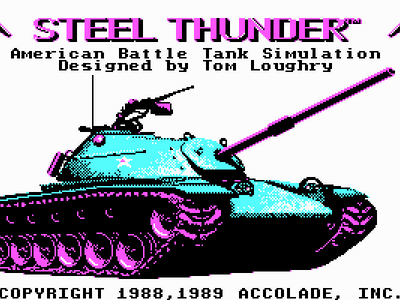 STEEL THUNDER™
American Battle Tank Simulation
Designed by Tom Loughry
COPYRIGHT 1988,1989 ACCOLADE, INC.